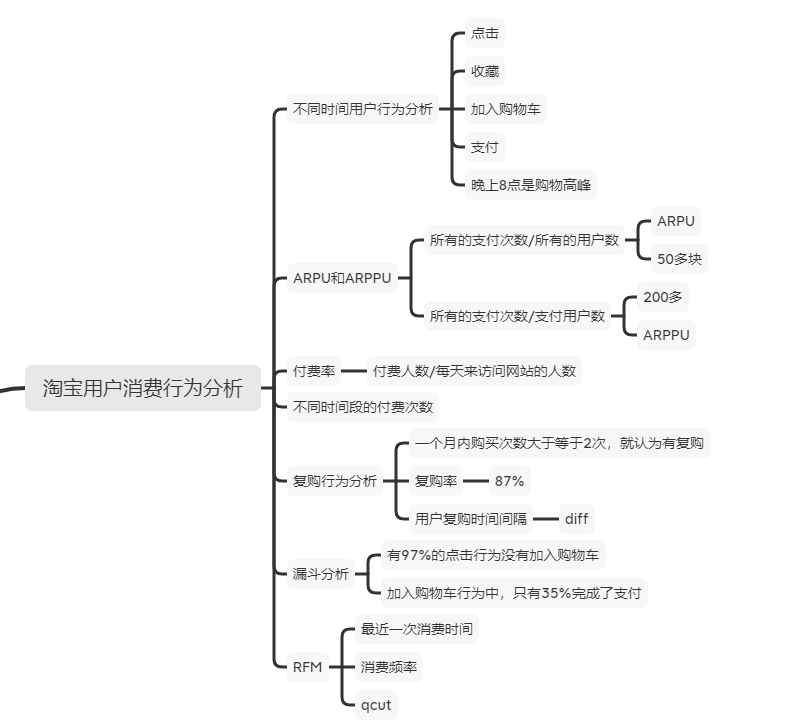 淘宝用户消费行为分析
不同时间用户行为分析
点击
收藏
加入购物车
支付
晚上8点是购物高峰
ARPU和ARPPU
所有的支付次数/所有的用户数
ARPU
50多块
所有的支付次数/支付用户数
200多
ARPPU
付费率
付费人数/每天来访问网站的人数
不同时间段的付费次数
复购行为分析
一个月内购买次数大于等于2次，就认为有复购
复购率
87%
用户复购时间间隔
diff
漏斗分析
有97%的点击行为没有加入购物车
加入购物车行为中，只有35%完成了支付
RFM
最近一次消费时间
消费频率
qcut